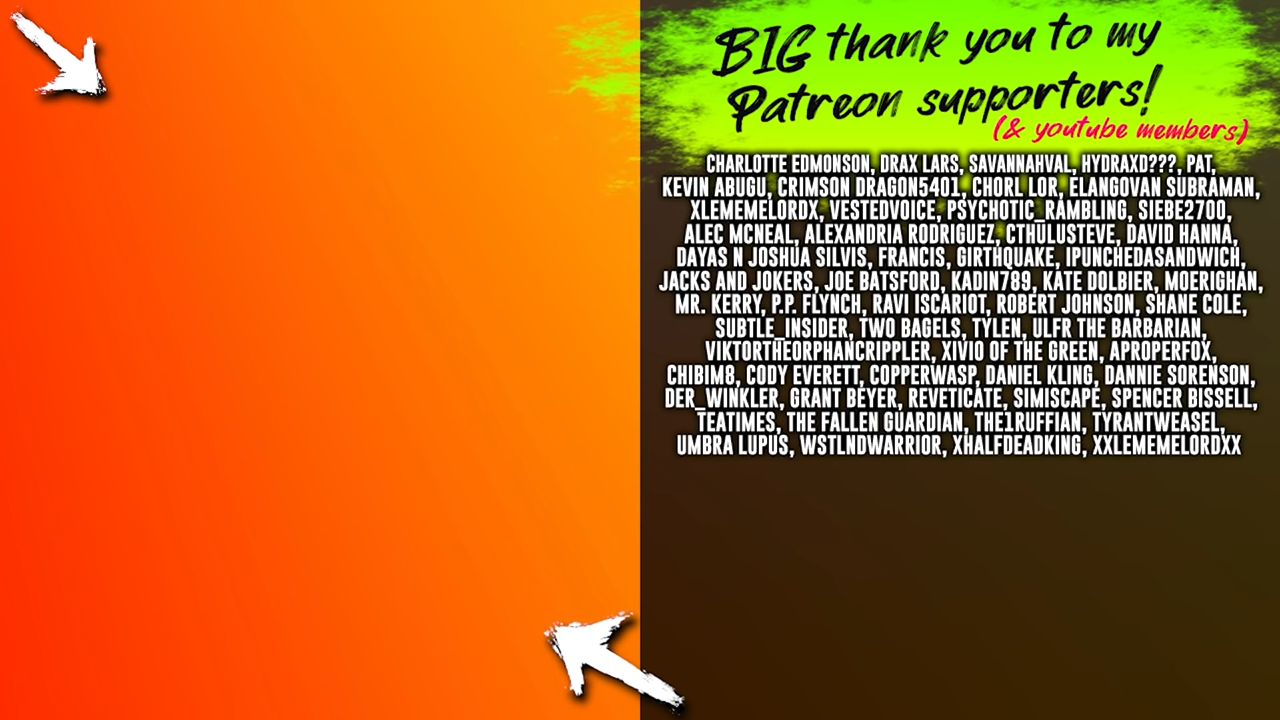 BIG thank you to my
Patreon supporters!
(& youtube members)
CHARLOTTE EDMONSON, DRAX LARS, SAVANNAHVAL, HYDRAXD???, PAT,
KEVIN ABUGU, CRIMSON DRAGON5401, CHORL LOR, ELANGOVAN SUBRAMAN,
XLEMEMELORDX, VESTEDVOICE, PSYCHOTIC_RAMBLING, SIEBE2700,
ALEC MCNEAL, ALEXANDRIA RODRIGUEZ, CTHULUSTEVE, DAVID HANNA,
DAYAS N JOSHUA SILVIS, FRANCIS, GIRTHQUAKE, IPUNCHEDASANDWICH,
JACKS AND JOKERS, JOE BATSFORD, KADIN789, KATE DOLBIER, MOERIGHAN,
MR. KERRY, P.P. FLYNCH, RAVI ISCARIOT, ROBERT JOHNSON, SHANE COLE,
SUBTLE_INSIDER, TWO BAGELS, TYLEN, ULFR THE BARBARIAN,
VIKTORTHEORPHANCRIPPLER, XIVIO OF THE GREEN, APROPERFOX,
CHIBIM8, CODY EVERETT, COPPERWASP, DANIEL KLING, DANNIE SORENSON,
DER_WINKLER, GRANT BEYER, REVETICATE, SIMISCAPE, SPENCER BISSELL,
TEATIMES, THE FALLEN GUARDIAN, THE1RUFFIAN, TYRANTWEASEL,
UMBRA LUPUS, WSTLNDWARRIOR, XHALFDEADKING, XXLEMEMELORDXX